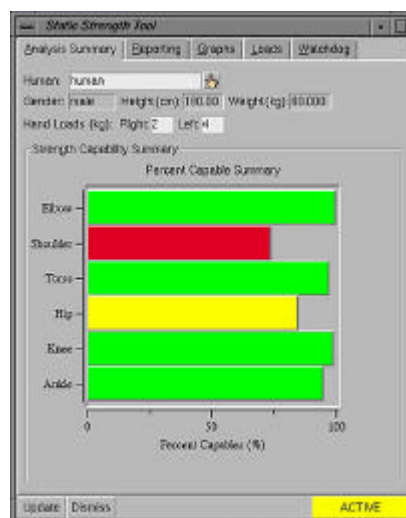 Static Strength Tool
Analysis Summary Reporting Graphs Loads Watchdog
Human: human
Gender: male Height (cm): 180.00 Weight (kg): 80.000
Hand Loads (kg): Right: 2 Left: 4
Strength Capability Summary
Percent Capable Summary
Elbow
Shoulder
Torso
Hip
Knee
Ankle
0 50 100
Percent Capables (%)
Update Dismiss ACTIVE